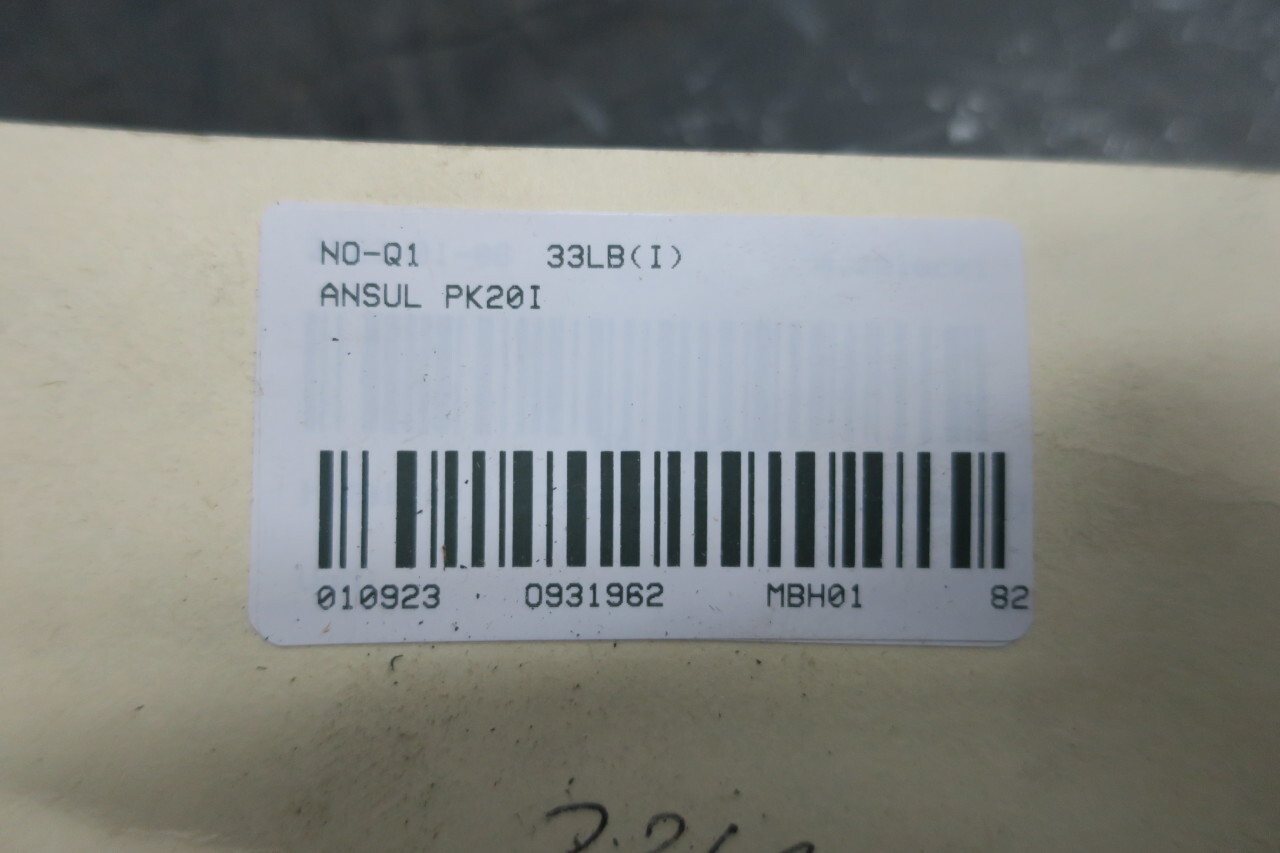 NO-Q1 33LB(I)
ANSUL PK20I
010923 0931962 MBH01 82